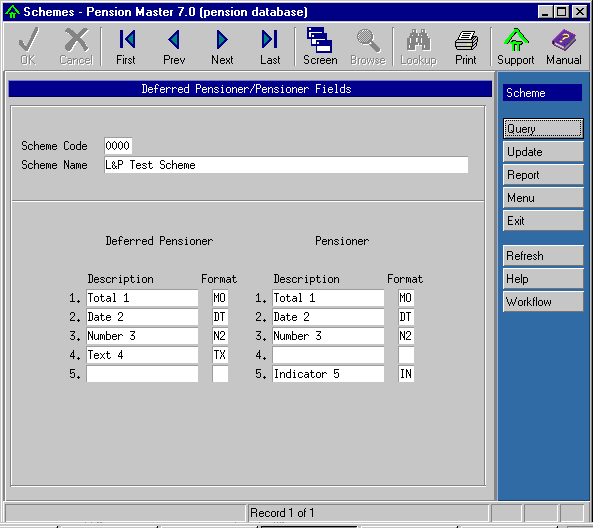 Schemes - Pension Master 7.0 (pension database)
OK Cancel First Prev Next Last Screen Browse Lookup Print Support Manual
Deferred Pensioner/Pensioner Fields
Scheme Code 0000
Scheme Name L&P Test Scheme
Deferred Pensioner Pensioner
Description Format Description Format
1. Total 1 MO 1. Total 1 MO
2. Date 2 DT 2. Date 2 DT
3. Number 3 N2 3. Number 3 N2
4. Text 4 TX 4.
5. 5. Indicator 5 IN
Scheme
Query
Update
Report
Menu
Exit
Refresh
Help
Workflow
Record 1 of 1